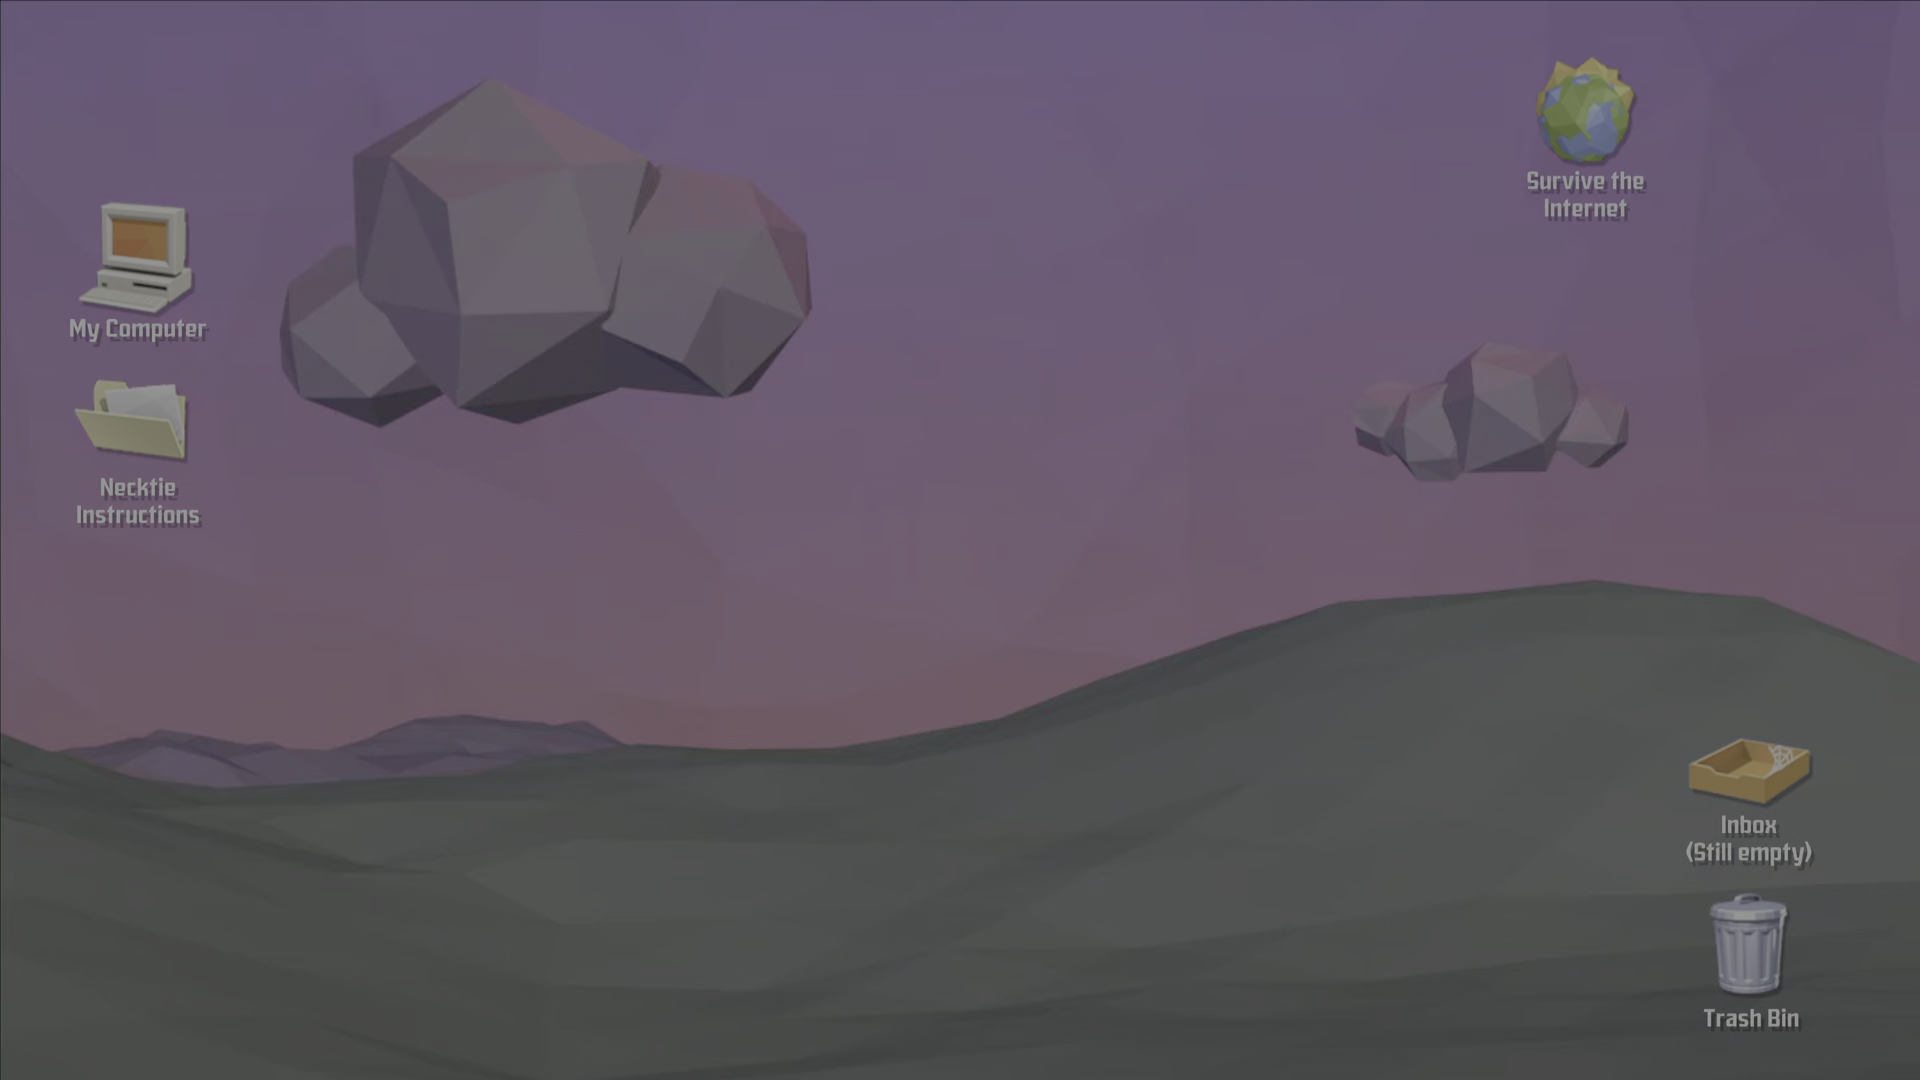 Survive the
Internet
My Computer
Necktie
Instructions
Inbox
(Still empty)
Trash Bin